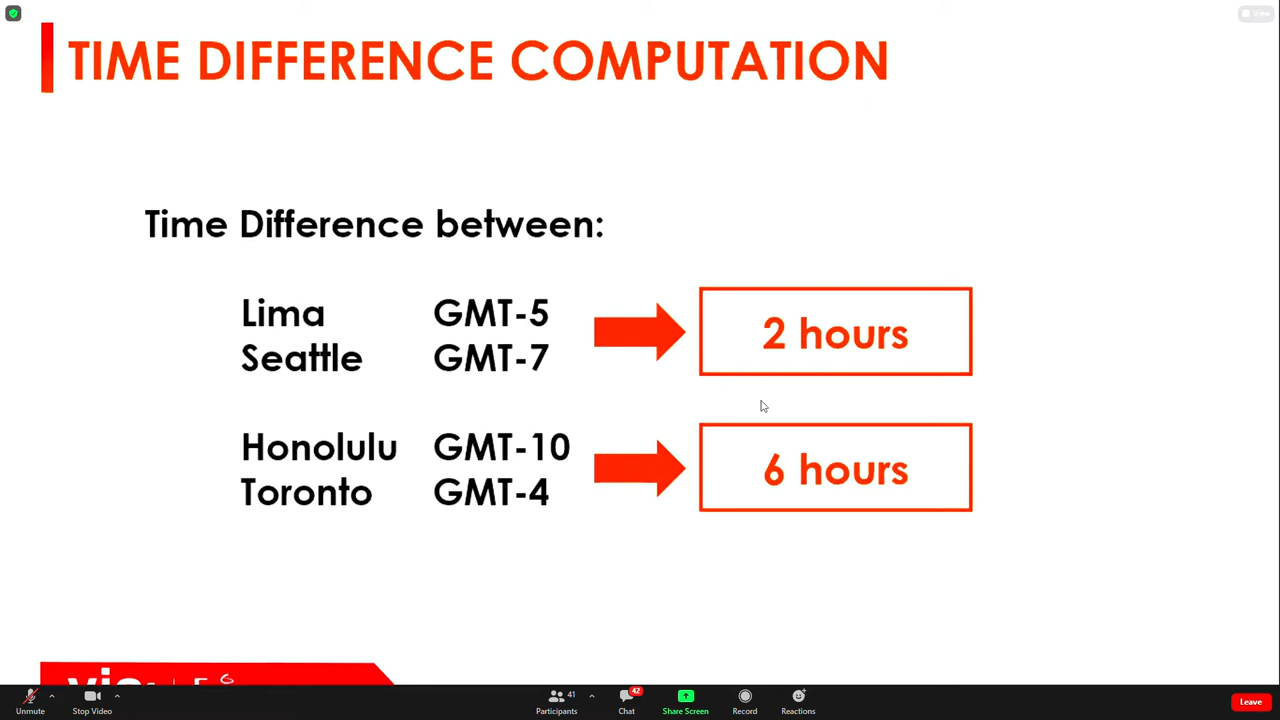 View
TIME DIFFERENCE COMPUTATION
Time Difference between:
Lima GMT-5
Seattle GMT-7
2 hours
Honolulu GMT-10
Toronto GMT-4
6 hours
Unmute
Stop Video
Participants 41
Chat 42
Share Screen
Record
Reactions
Leave